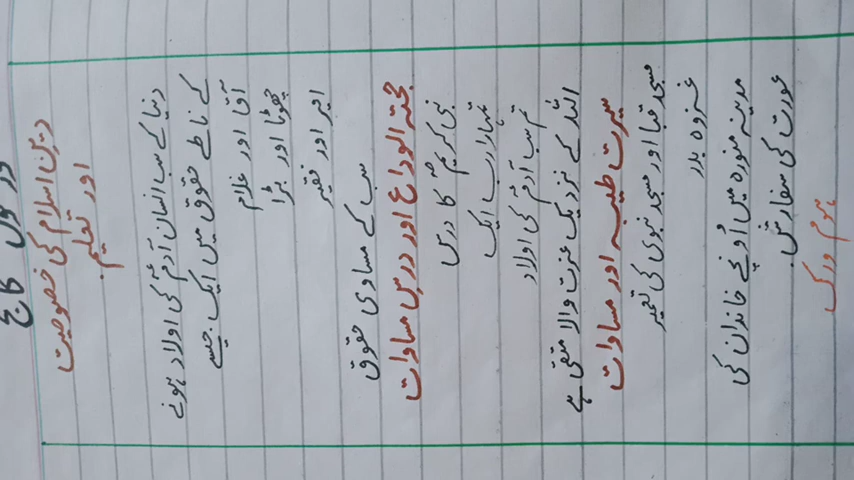 دین اسلام کی خصوصیت
اور تعلیم.
دنیا کے سب انسان آدمؑ کی اولاد ہونے
کے ناطے حقوق میں ایک جیسے
آقا اور غلام
چھوٹا اور بڑا
امیر اور فقیر
سب کے مساوی حقوق
حجتہ الوداع اور درس مساوات
نبی کریمؐ کا درس
تمہارا رب ایک
تم سب آدمؑ کی اولاد
اللہ کے نزدیک عزت والا متقی ہے
سیرت طیبہ اور مساوات
مسجد قبا اور مسجد نبوی کی تعمیر
غزوہ بدر
مدینہ منورہ میں اُونچے خاندان کی
عورت کی سفارش.
ہوم ورک